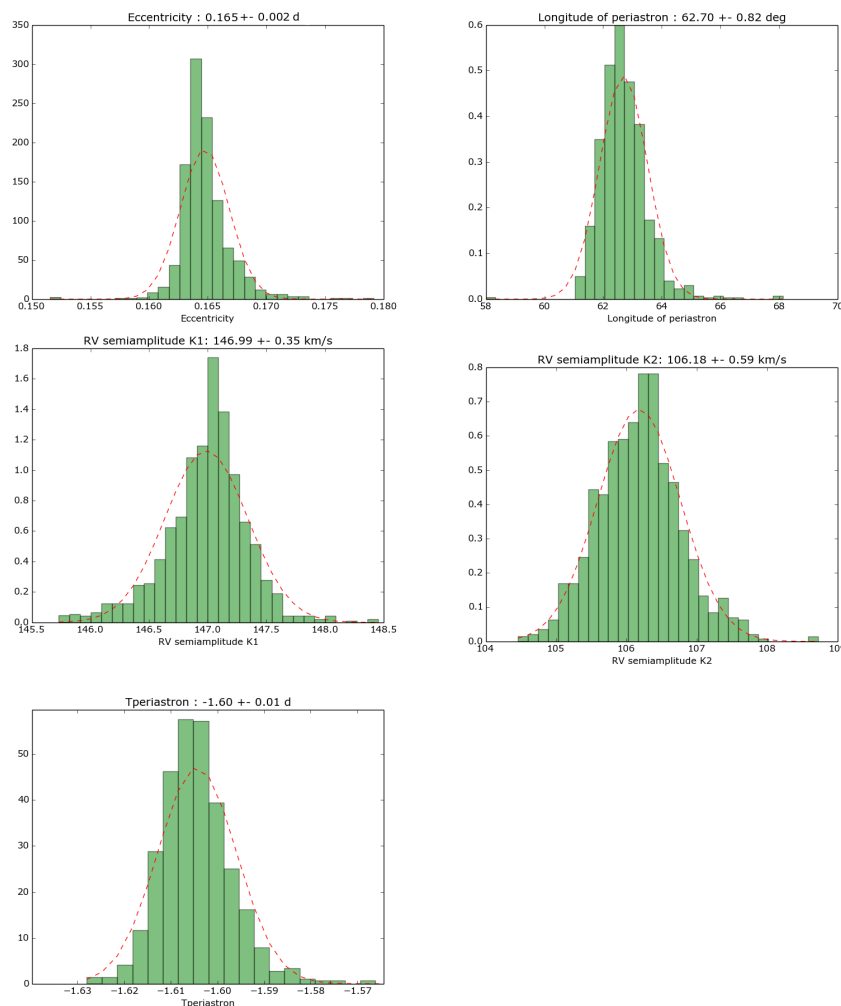 Eccentricity : 0.165 +- 0.002 d
350
300
250
200
150
100
50
0
0.150 0.155 0.160 0.165 0.170 0.175 0.180
Eccentricity
Longitude of periastron : 62.70 +- 0.82 deg
0.6
0.5
0.4
0.3
0.2
0.1
0.0
58 60 62 64 66 68 70
Longitude of periastron
RV semiamplitude K1: 146.99 +- 0.35 km/s
1.8
1.6
1.4
1.2
1.0
0.8
0.6
0.4
0.2
0.0
145.5 146.0 146.5 147.0 147.5 148.0 148.5
RV semiamplitude K1
RV semiamplitude K2: 106.18 +- 0.59 km/s
0.8
0.7
0.6
0.5
0.4
0.3
0.2
0.1
0.0
104 105 106 107 108
RV semiamplitude K2
Tperiastron : -1.60 +- 0.01 d
50
40
30
20
10
0
−1.63 −1.62 −1.61 −1.60 −1.59 −1.58 −1.57
Tperiastron